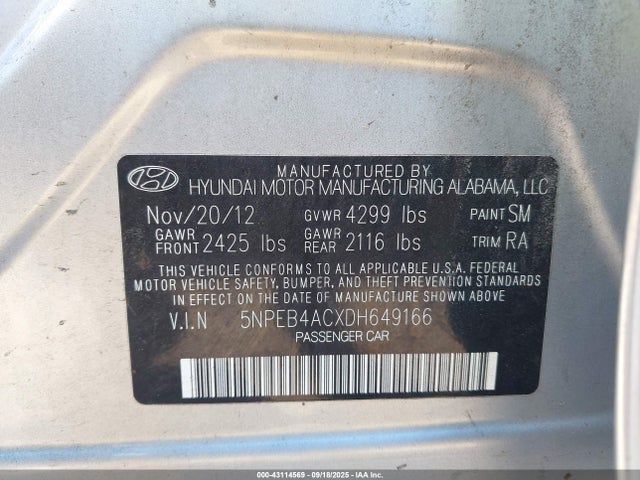 MANUFACTURED BY
HYUNDAI MOTOR MANUFACTURING ALABAMA, LLC
Nov/20/12 GVWR 4299 lbs PAINT SM
GAWR FRONT 2425 lbs GAWR REAR 2116 lbs TRIM RA
THIS VEHICLE CONFORMS TO ALL APPLICABLE U.S.A. FEDERAL
MOTOR VEHICLE SAFETY, BUMPER, AND THEFT PREVENTION STANDARDS
IN EFFECT ON THE DATE OF MANUFACTURE SHOWN ABOVE
V.I.N 5NPEB4ACXDH649166
PASSENGER CAR
000-43114569 - 09/18/2025 - IAA Inc.